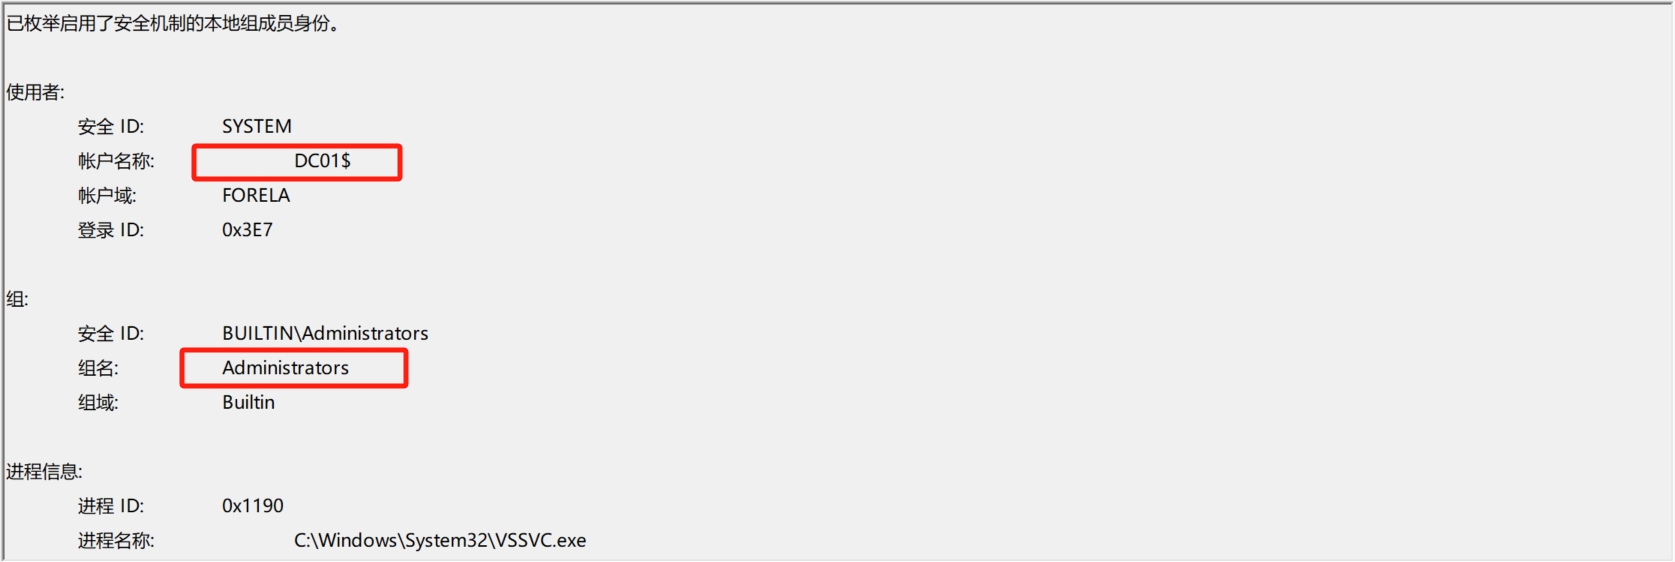 已枚举启用了安全机制的本地组成员身份。
使用者:
安全 ID: SYSTEM
帐户名称: DC01$
帐户域: FORELA
登录 ID: 0x3E7
组:
安全 ID: BUILTIN\Administrators
组名: Administrators
组域: Builtin
进程信息:
进程 ID: 0x1190
进程名称: C:\Windows\System32\VSSVC.exe